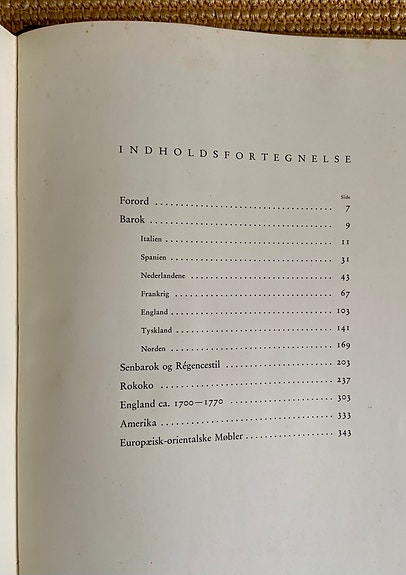 INDHOLDSFORTEGNELSE
Side
Forord .......................................... 7
Barok .......................................... 9
Italien .......................................... 11
Spanien .......................................... 31
Nederlandene .......................................... 43
Frankrig .......................................... 67
England .......................................... 103
Tyskland .......................................... 141
Norden .......................................... 169
Senbarok og Régencestil .......................................... 203
Rokoko .......................................... 237
England ca. 1700—1770 .......................................... 303
Amerika .......................................... 333
Europæisk-orientalske Møbler .......................................... 343